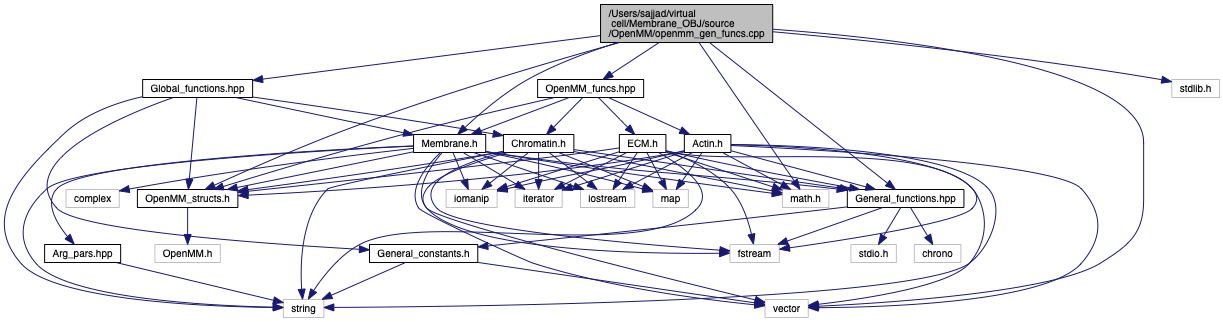 /Users/sajjad/virtual
cell/Membrane_OBJ/source
/OpenMM/openmm_gen_funcs.cpp
Global_functions.hpp
OpenMM_funcs.hpp
stdlib.h
Membrane.h
Chromatin.h
ECM.h
Actin.h
complex
OpenMM_structs.h
iomanip
iterator
iostream
map
math.h
General_functions.hpp
Arg_pars.hpp
OpenMM.h
General_constants.h
fstream
stdio.h
chrono
string
vector